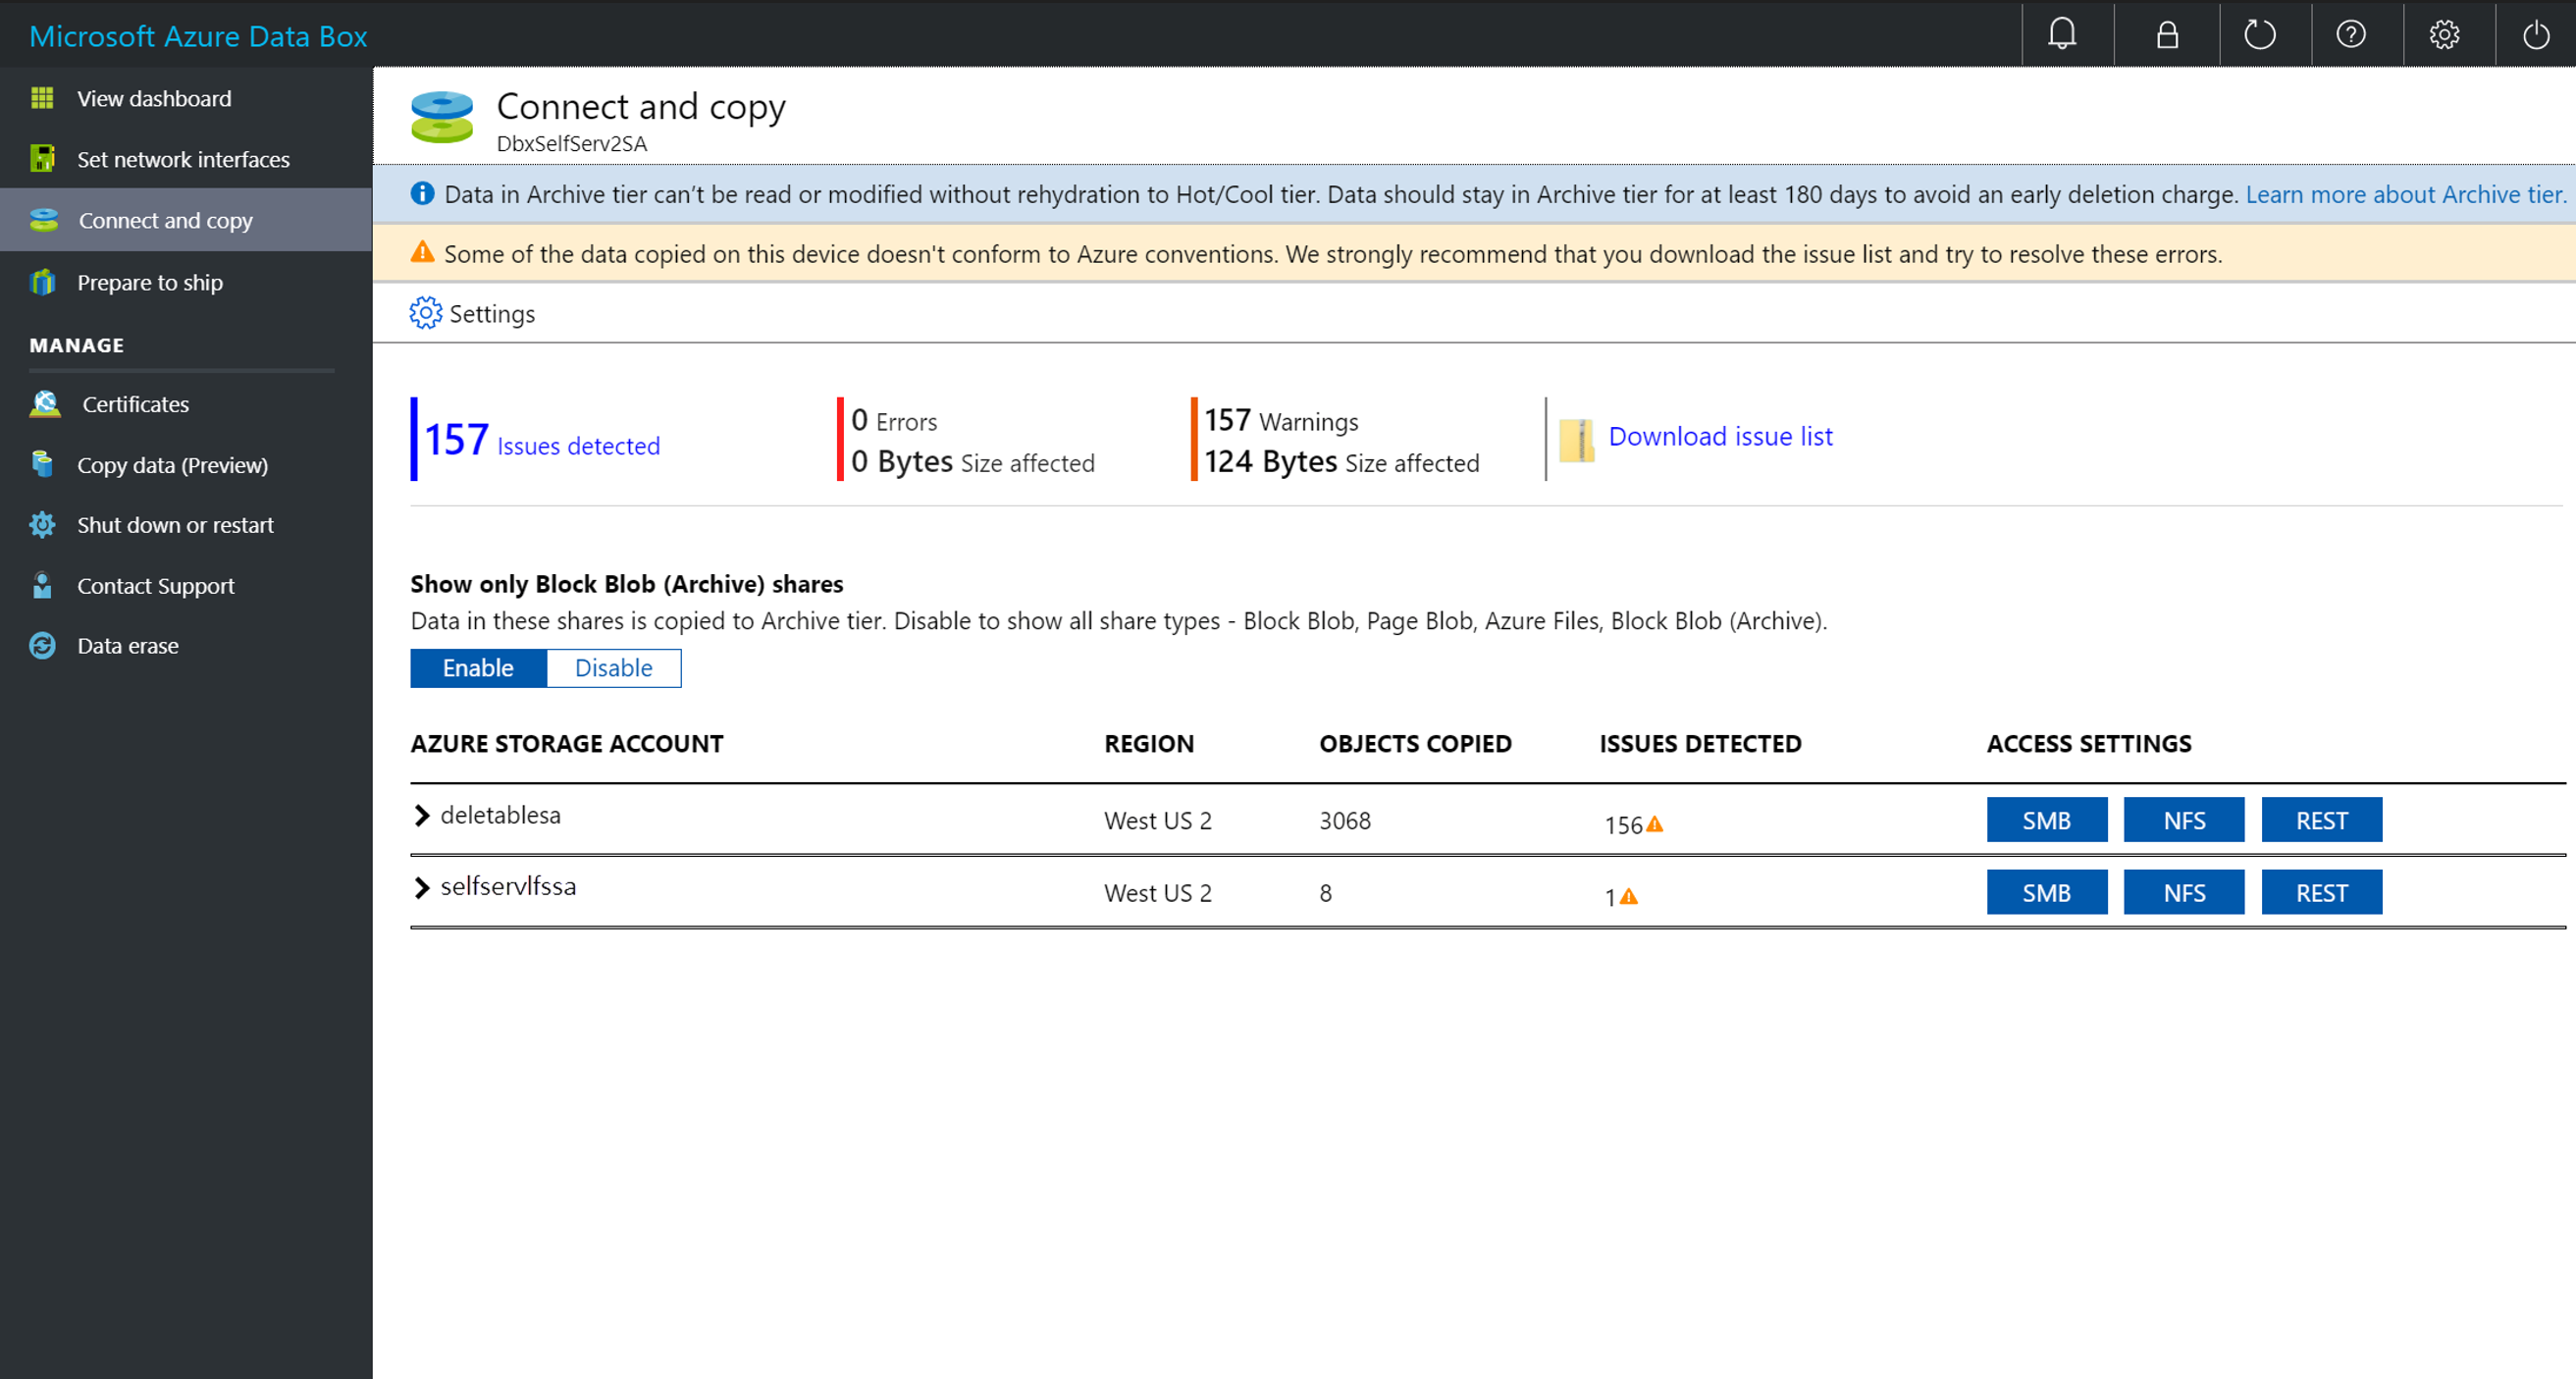 Microsoft Azure Data Box
View dashboard
Set network interfaces
Connect and copy
Prepare to ship
MANAGE
Certificates
Copy data (Preview)
Shut down or restart
Contact Support
Data erase
Connect and copy
DbxSelfServ2SA
Data in Archive tier can’t be read or modified without rehydration to Hot/Cool tier. Data should stay in Archive tier for at least 180 days to avoid an early deletion charge. Learn more about Archive tier.
Some of the data copied on this device doesn't conform to Azure conventions. We strongly recommend that you download the issue list and try to resolve these errors.
Settings
157 Issues detected
0 Errors
0 Bytes Size affected
157 Warnings
124 Bytes Size affected
Download issue list
Show only Block Blob (Archive) shares
Data in these shares is copied to Archive tier. Disable to show all share types - Block Blob, Page Blob, Azure Files, Block Blob (Archive).
Enable Disable
AZURE STORAGE ACCOUNT REGION OBJECTS COPIED ISSUES DETECTED ACCESS SETTINGS
deletablesa West US 2 3068 156 SMB NFS REST
selfservlfssa West US 2 8 1 SMB NFS REST